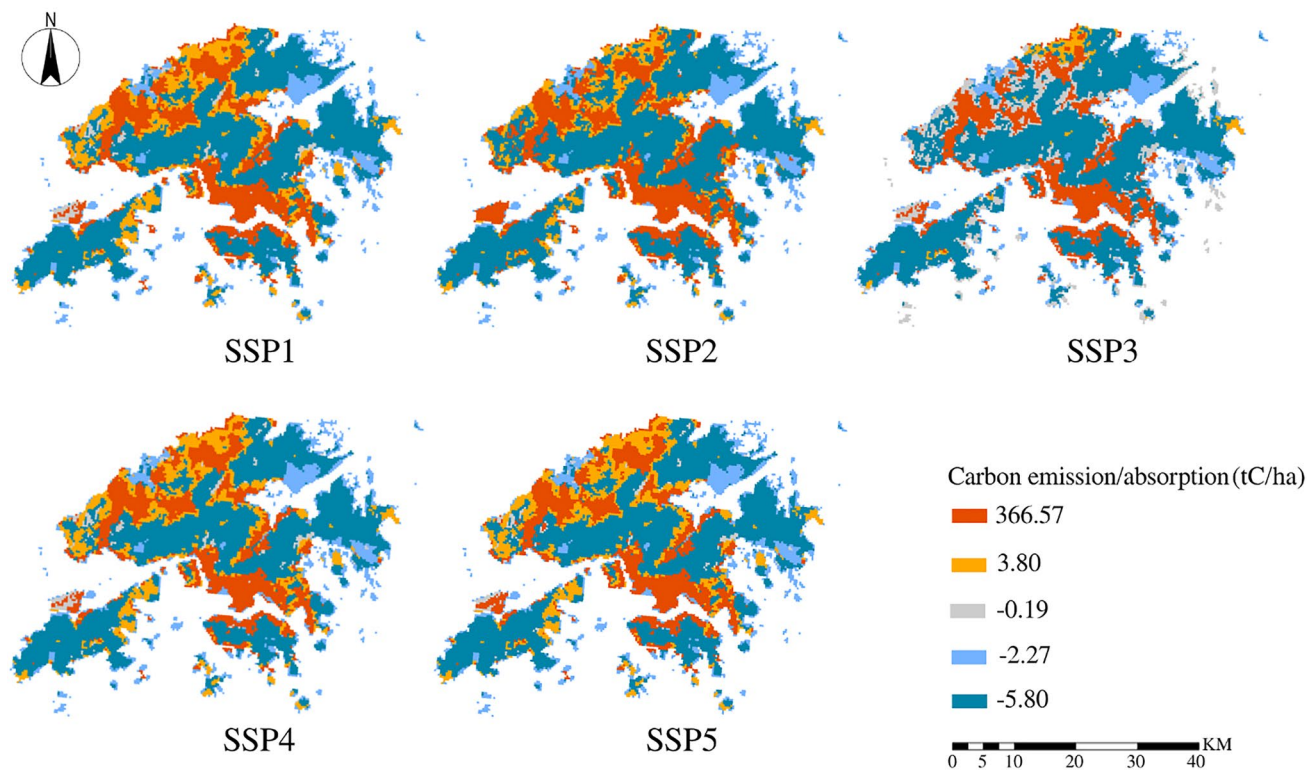 N
SSP1
SSP2
SSP3
SSP4
SSP5
Carbon emission/absorption (tC/ha)
366.57
3.80
-0.19
-2.27
-5.80
KM
0 5 10 20 30 40